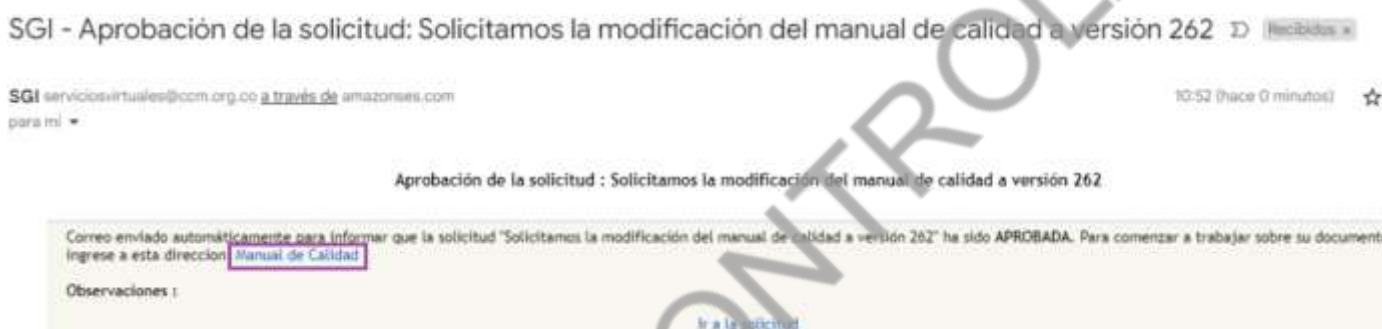 SGI - Aprobación de la solicitud: Solicitamos la modificación del manual de calidad a versión 262 Recibidos x
SGI serviciosvirtuales@ccm.org.co a través de amazonses.com 10:52 (hace 0 minutos)
para mí
Aprobación de la solicitud : Solicitamos la modificación del manual de calidad a versión 262
Correo enviado automáticamente para informar que la solicitud "Solicitamos la modificación del manual de calidad a versión 262" ha sido APROBADA. Para comenzar a trabajar sobre su document
ingrese a esta direccion Manual de Calidad
Observaciones :
Ir a la solicitud
ONTROL